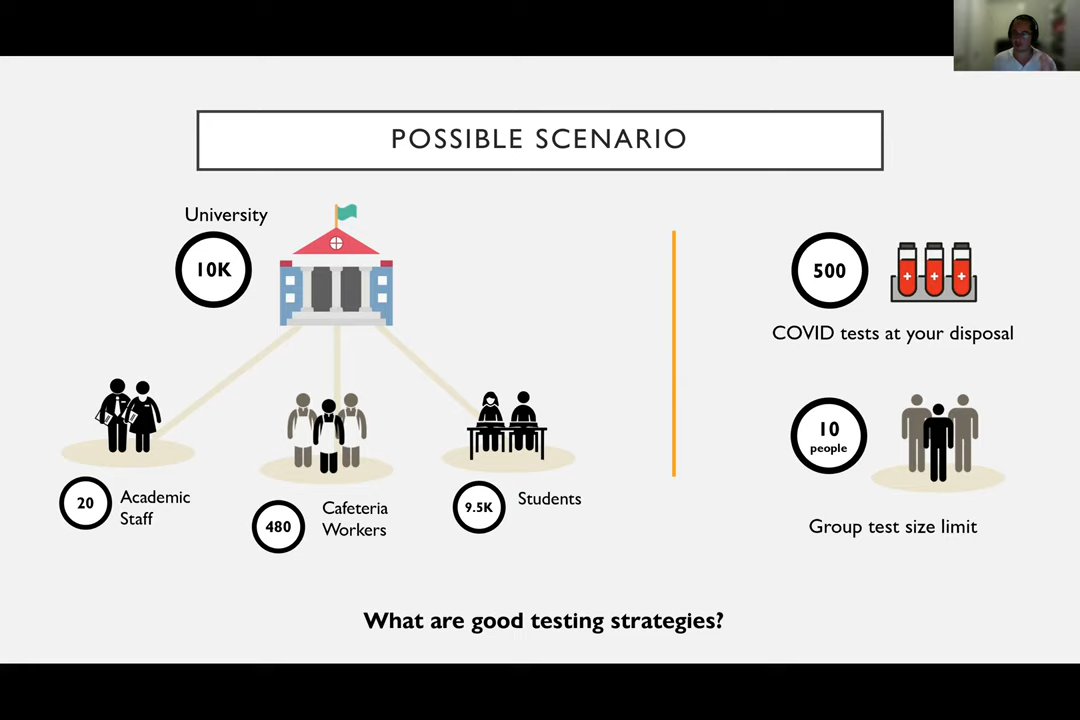 POSSIBLE SCENARIO
University
10K
20
Academic
Staff
480
Cafeteria
Workers
9.5K
Students
500
COVID tests at your disposal
10
people
Group test size limit
What are good testing strategies?